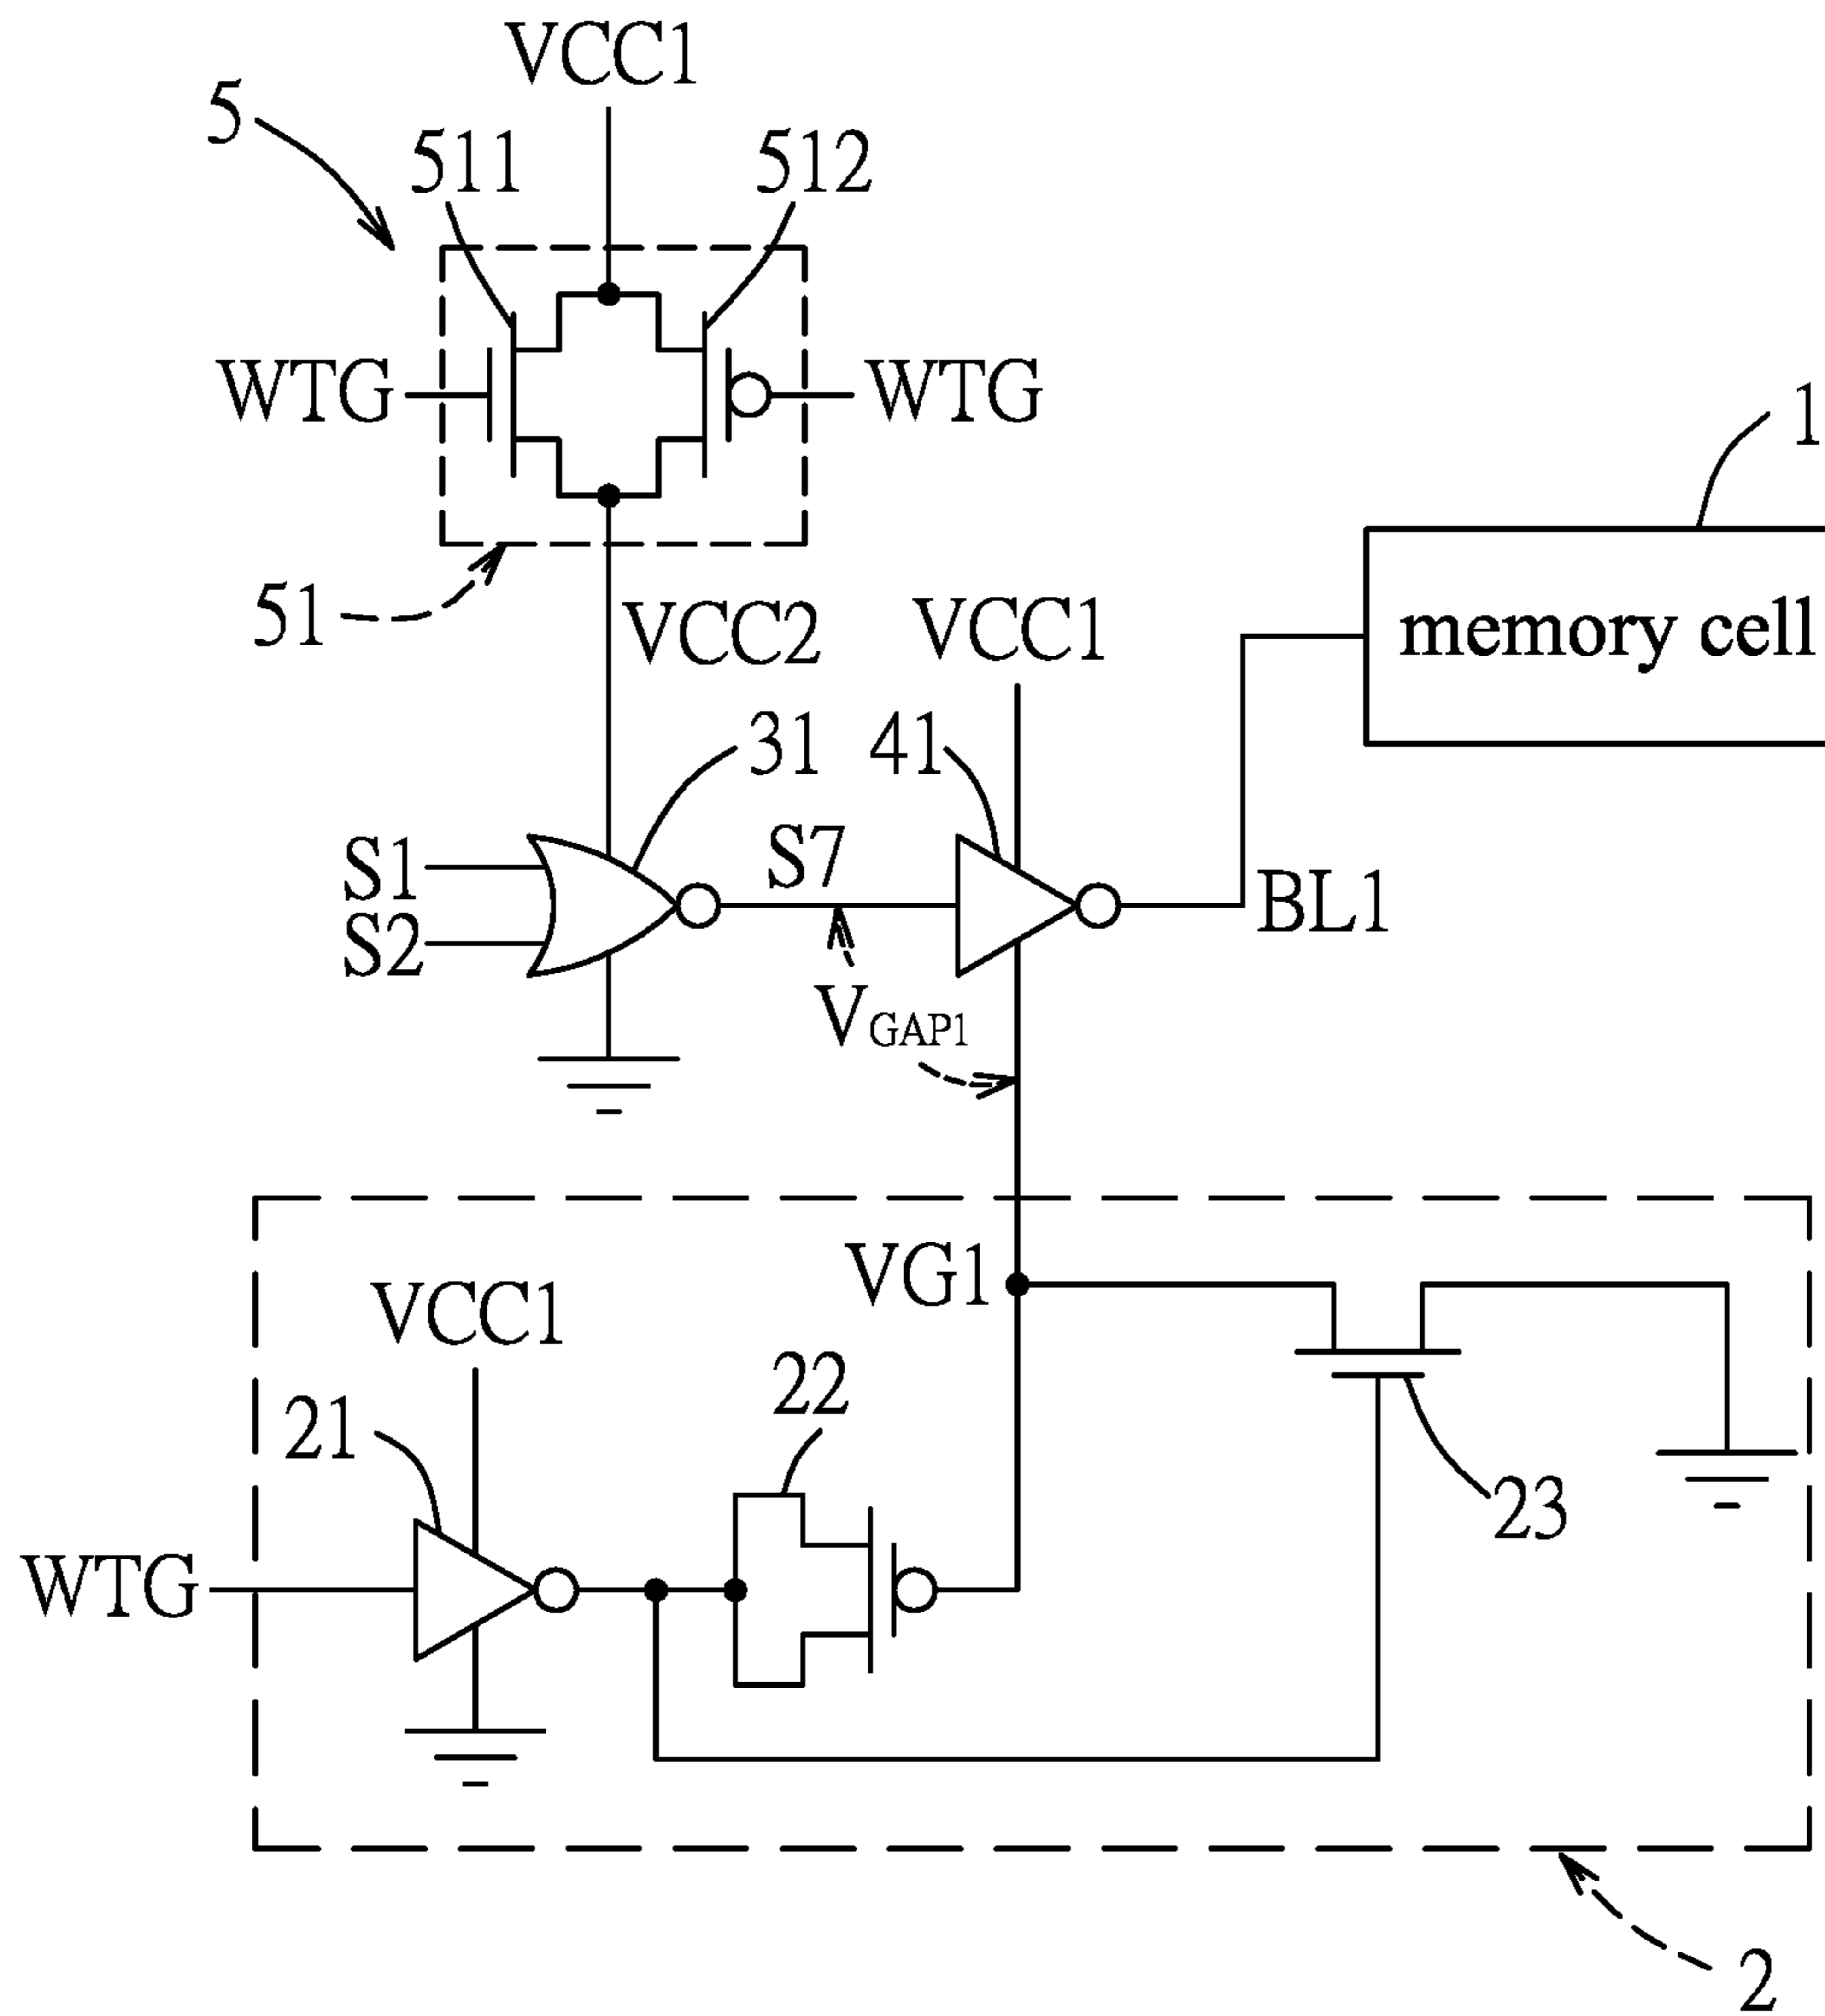 VCC1
5
511
512
WTG
WTG
1
51
VCC2
VCC1
memory cell
31
41
S1
S7
S2
BL1
VGAP1
VG1
VCC1
22
21
23
WTG
2